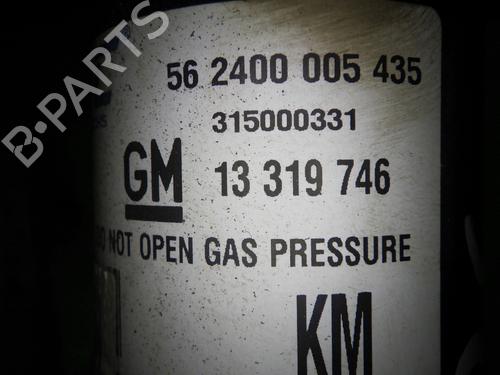 B-PARTS
56 2400 005 435
315000331
GM 13 319 746
NOT OPEN GAS PRESSURE
KM